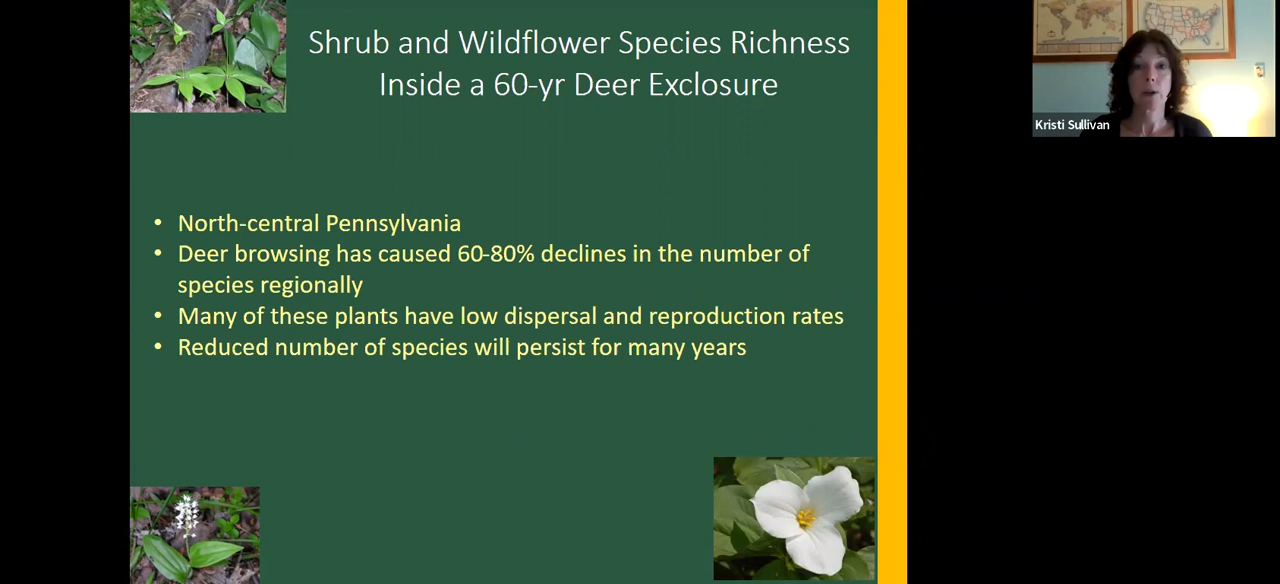 Shrub and Wildflower Species Richness
Inside a 60-yr Deer Exclosure
Kristi Sullivan
• North-central Pennsylvania
• Deer browsing has caused 60-80% declines in the number of
species regionally
• Many of these plants have low dispersal and reproduction rates
• Reduced number of species will persist for many years